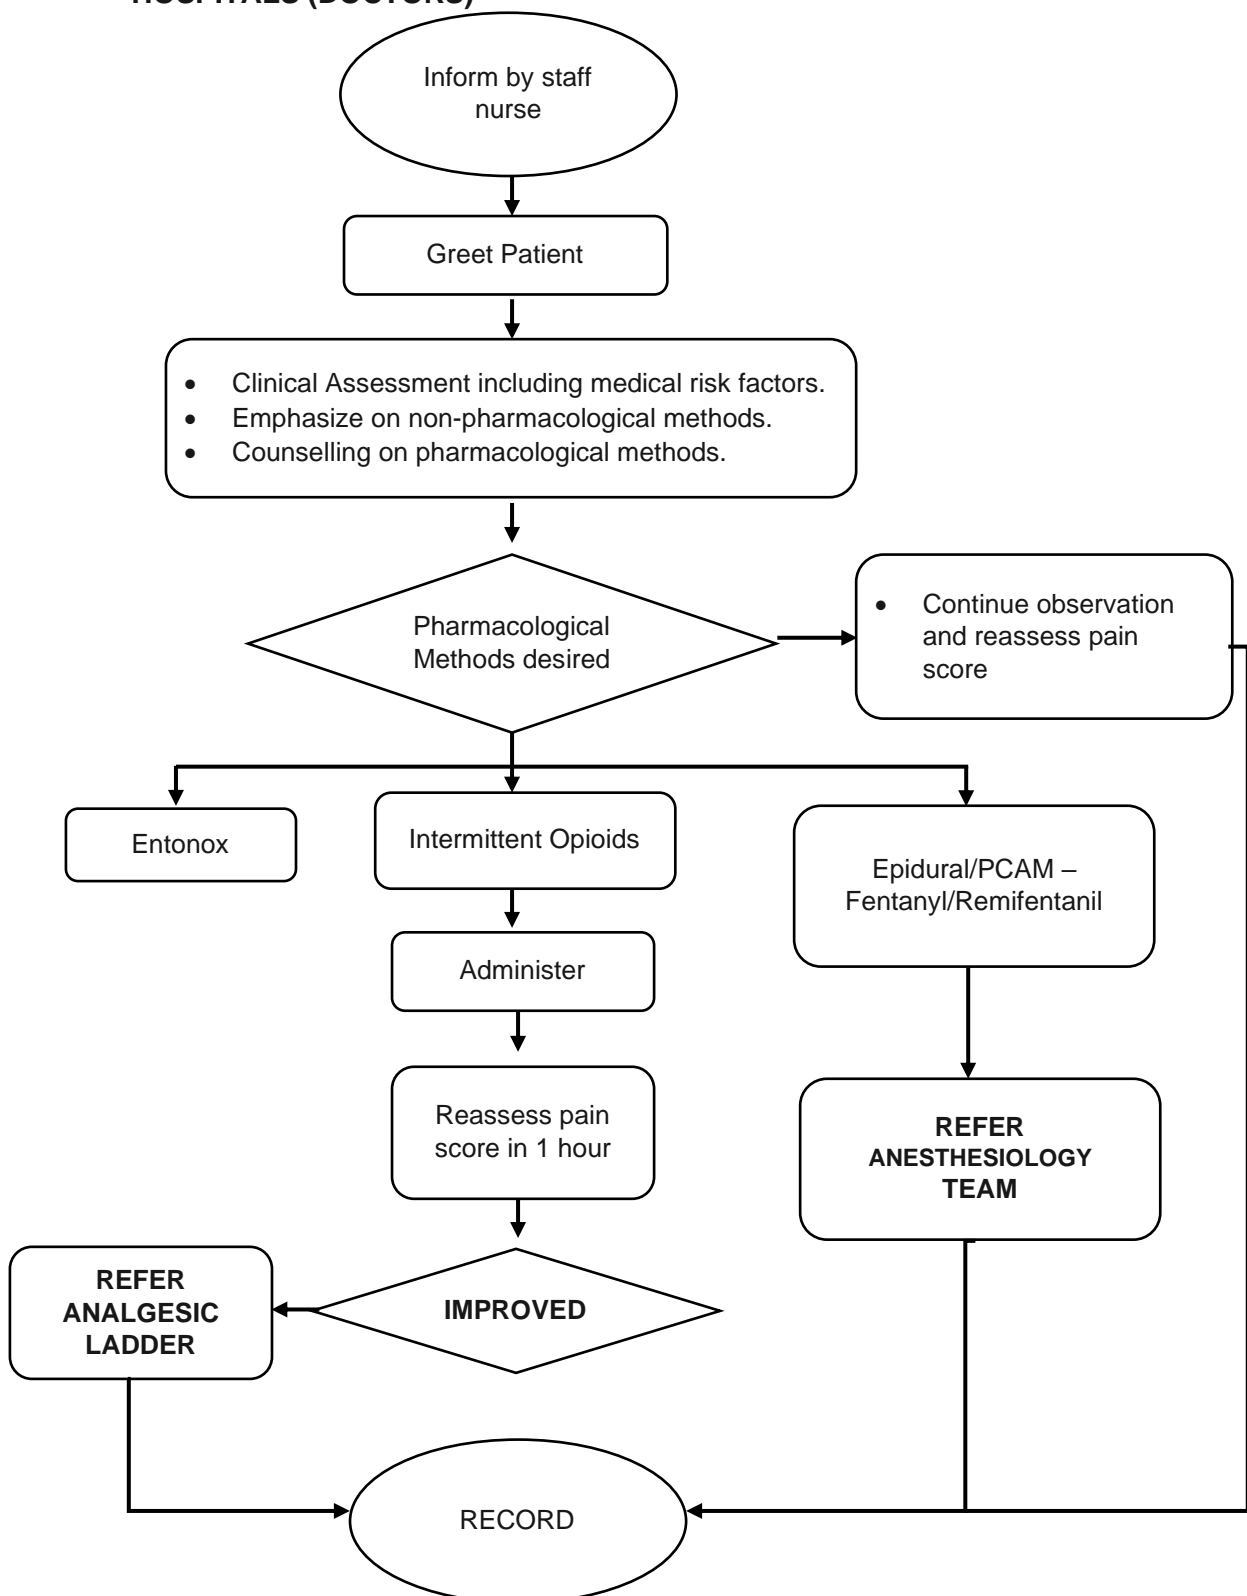 HOSPITALS (DOCTORS)
Inform by staff
nurse
Greet Patient
• Clinical Assessment including medical risk factors.
• Emphasize on non-pharmacological methods.
• Counselling on pharmacological methods.
Pharmacological
Methods desired
• Continue observation
and reassess pain
score
Entonox
Intermittent Opioids
Epidural/PCAM –
Fentanyl/Remifentanil
Administer
Reassess pain
score in 1 hour
REFER
ANESTHESIOLOGY
TEAM
REFER
ANALGESIC
LADDER
IMPROVED
RECORD